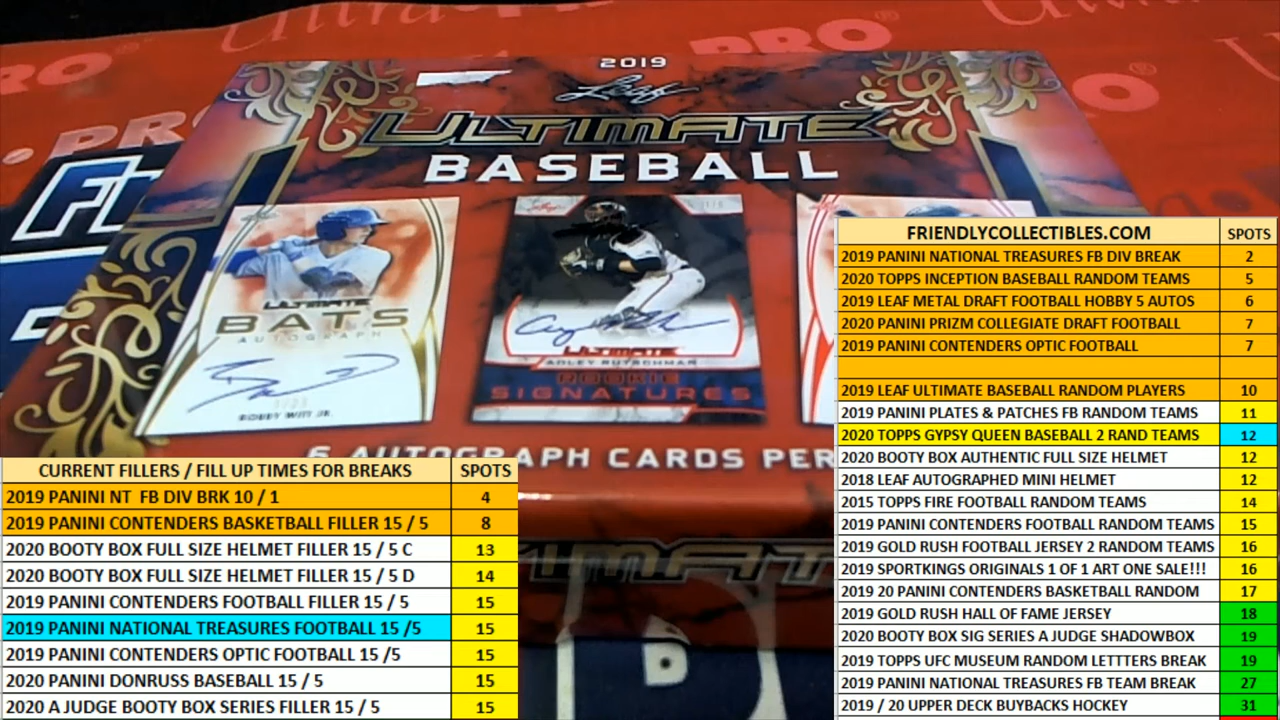 2019
Leaf
ULTIMATE
BASEBALL
PRO
PRO
PRO
ULTIMATE
BATS
AUTOGRAPH
BOBBY WITT JR.
ULTIMATE
ADLEY RUTSCHMAN
ROOKIE
SIGNATURES
6 AUTOGRAPH CARDS PER
FRIENDLYCOLLECTIBLES.COM SPOTS
2019 PANINI NATIONAL TREASURES FB DIV BREAK 2
2020 TOPPS INCEPTION BASEBALL RANDOM TEAMS 5
2019 LEAF METAL DRAFT FOOTBALL HOBBY 5 AUTOS 6
2020 PANINI PRIZM COLLEGIATE DRAFT FOOTBALL 7
2019 PANINI CONTENDERS OPTIC FOOTBALL 7
2019 LEAF ULTIMATE BASEBALL RANDOM PLAYERS 10
2019 PANINI PLATES & PATCHES FB RANDOM TEAMS 11
2020 TOPPS GYPSY QUEEN BASEBALL 2 RAND TEAMS 12
2020 BOOTY BOX AUTHENTIC FULL SIZE HELMET 12
2018 LEAF AUTOGRAPHED MINI HELMET 12
2015 TOPPS FIRE FOOTBALL RANDOM TEAMS 14
2019 PANINI CONTENDERS FOOTBALL RANDOM TEAMS 15
2019 GOLD RUSH FOOTBALL JERSEY 2 RANDOM TEAMS 16
2019 SPORTKINGS ORIGINALS 1 OF 1 ART ONE SALE!!! 16
2019 20 PANINI CONTENDERS BASKETBALL RANDOM 17
2019 GOLD RUSH HALL OF FAME JERSEY 18
2020 BOOTY BOX SIG SERIES A JUDGE SHADOWBOX 19
2019 TOPPS UFC MUSEUM RANDOM LETTTERS BREAK 19
2019 PANINI NATIONAL TREASURES FB TEAM BREAK 27
2019 / 20 UPPER DECK BUYBACKS HOCKEY 31
CURRENT FILLERS / FILL UP TIMES FOR BREAKS SPOTS
2019 PANINI NT FB DIV BRK 10 / 1 4
2019 PANINI CONTENDERS BASKETBALL FILLER 15 / 5 8
2020 BOOTY BOX FULL SIZE HELMET FILLER 15 / 5 C 13
2020 BOOTY BOX FULL SIZE HELMET FILLER 15 / 5 D 14
2019 PANINI CONTENDERS FOOTBALL FILLER 15 / 5 15
2019 PANINI NATIONAL TREASURES FOOTBALL 15 /5 15
2019 PANINI CONTENDERS OPTIC FOOTBALL 15 /5 15
2020 PANINI DONRUSS BASEBALL 15 / 5 15
2020 A JUDGE BOOTY BOX SERIES FILLER 15 / 5 15